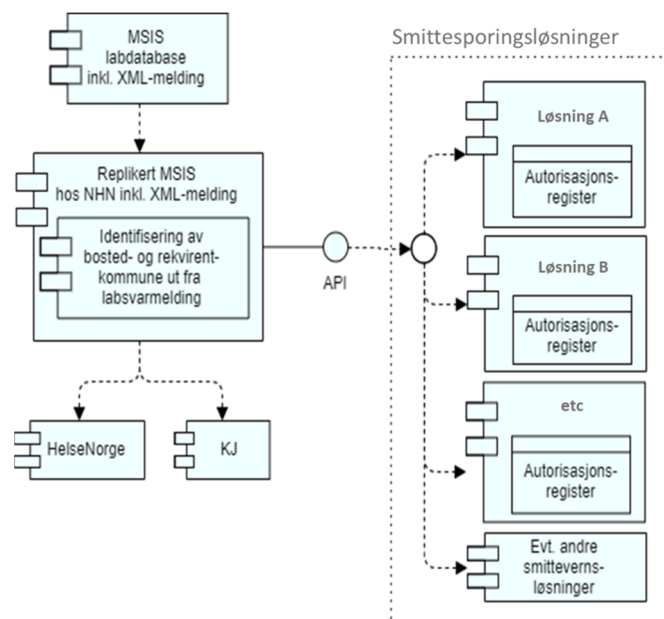 MSIS
labdatabase
inkl. XML-melding
Replikert MSIS
hos NHN inkl. XML-melding
Identifisering av
bosted- og rekvirent-
kommune ut fra
labsvarmelding
HelseNorge
KJ
API
Smittesporingsløsninger
Løsning A
Autorisasjons-
register
Løsning B
Autorisasjons-
register
etc
Autorisasjons-
register
Evt. andre
smitteverns-
løsninger